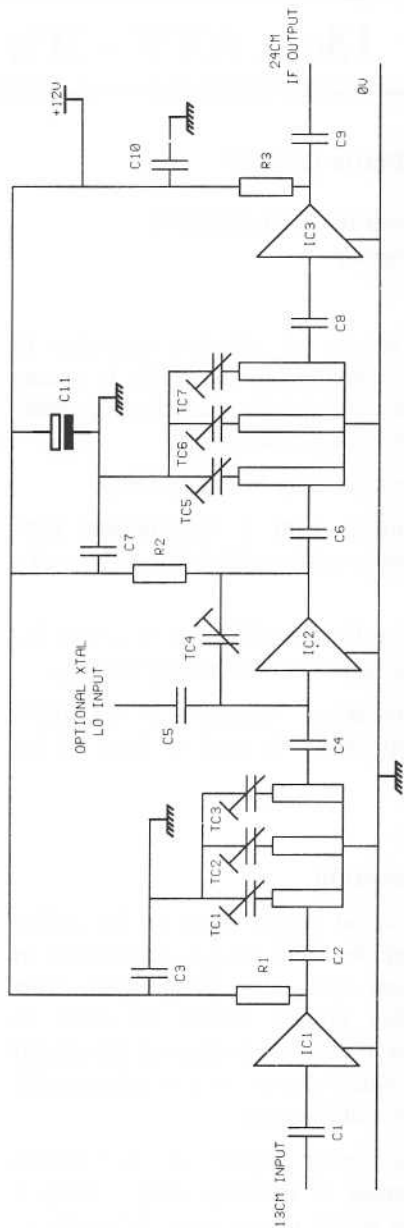 13CM INPUT
C1
IC1
R1
C2
C3
TC1
TC2
TC3
C4
OPTIONAL XTAL
LO INPUT
C5
TC4
IC2
R2
C7
C6
C11
TC5
TC6
TC7
C8
IC3
R3
C10
+12V
C9
24CM
IF OUTPUT
0V